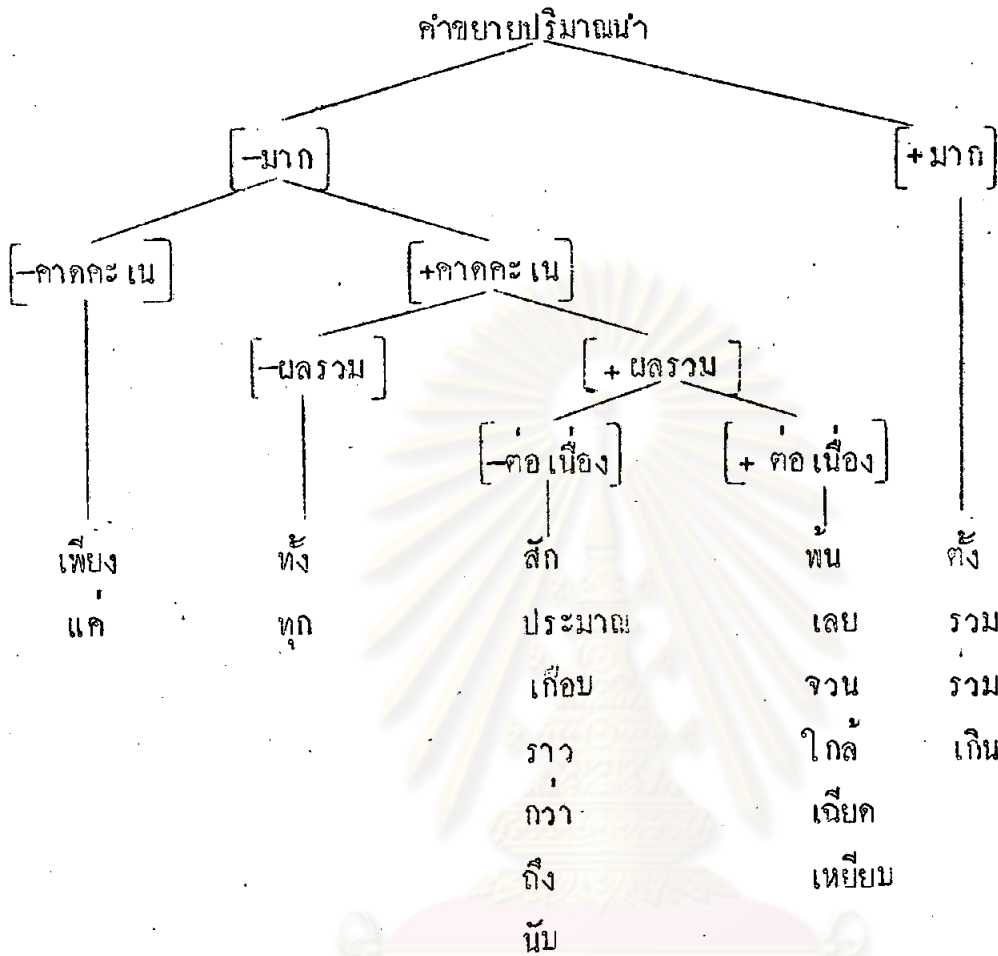 คำขยายปริมาณนำ
[-มาก] [+มาก]
[-คาดคะเน] [+คาดคะเน]
[-ผลรวม] [+ ผลรวม]
[-ต่อเนื่อง] [+ ต่อเนื่อง]
เพียง ทั้ง สัก พ้น ตั้ง
แค่ ทุก ประมาณ เลย รวม
เกือบ จวน ร่วม
ราว ใกล้ เกิน
กว่า เฉียด
ถึง เหยียบ
นับ